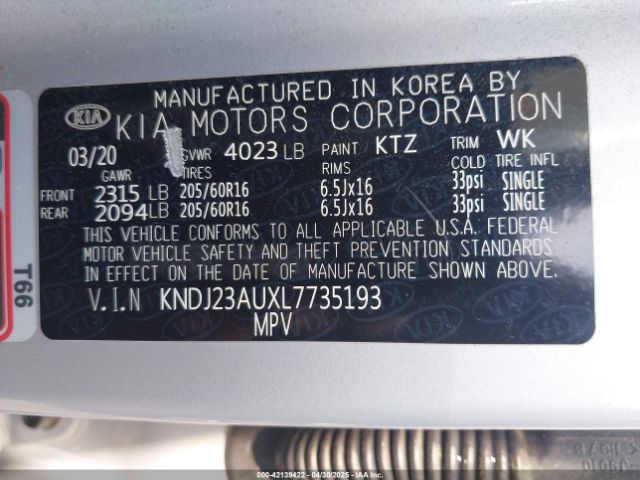 MANUFACTURED IN KOREA BY
KIA KIA MOTORS CORPORATION
03/20 GVWR 4023 LB PAINT KTZ TRIM WK
GAWR TIRES RIMS COLD TIRE INFL
FRONT 2315 LB 205/60R16 6.5Jx16 33psi SINGLE
REAR 2094 LB 205/60R16 6.5Jx16 33psi SINGLE
THIS VEHICLE CONFORMS TO ALL APPLICABLE U.S.A. FEDERAL
MOTOR VEHICLE SAFETY AND THEFT PREVENTION STANDARDS
IN EFFECT ON THE DATE OF MANUFACTURE SHOWN ABOVE.
V.I.N KNDJ23AUXL7735193
MPV
T66
000-42139422 - 04/30/2025 - IAAI.COM